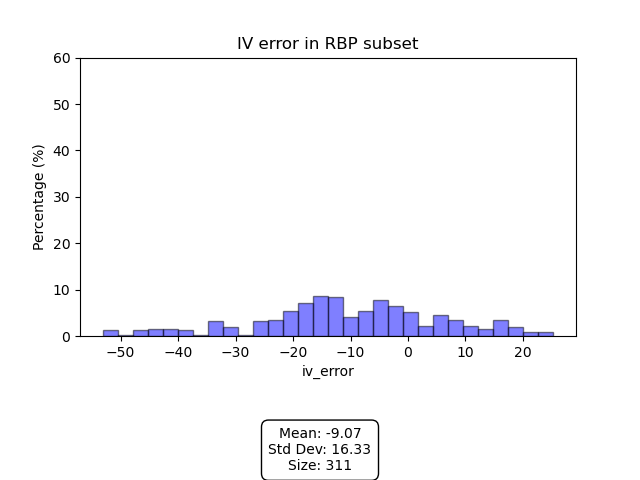 IV error in RBP subset
60
50
40
30
20
10
0
Percentage (%)
−50 −40 −30 −20 −10 0 10 20
iv_error
Mean: -9.07
Std Dev: 16.33
Size: 311